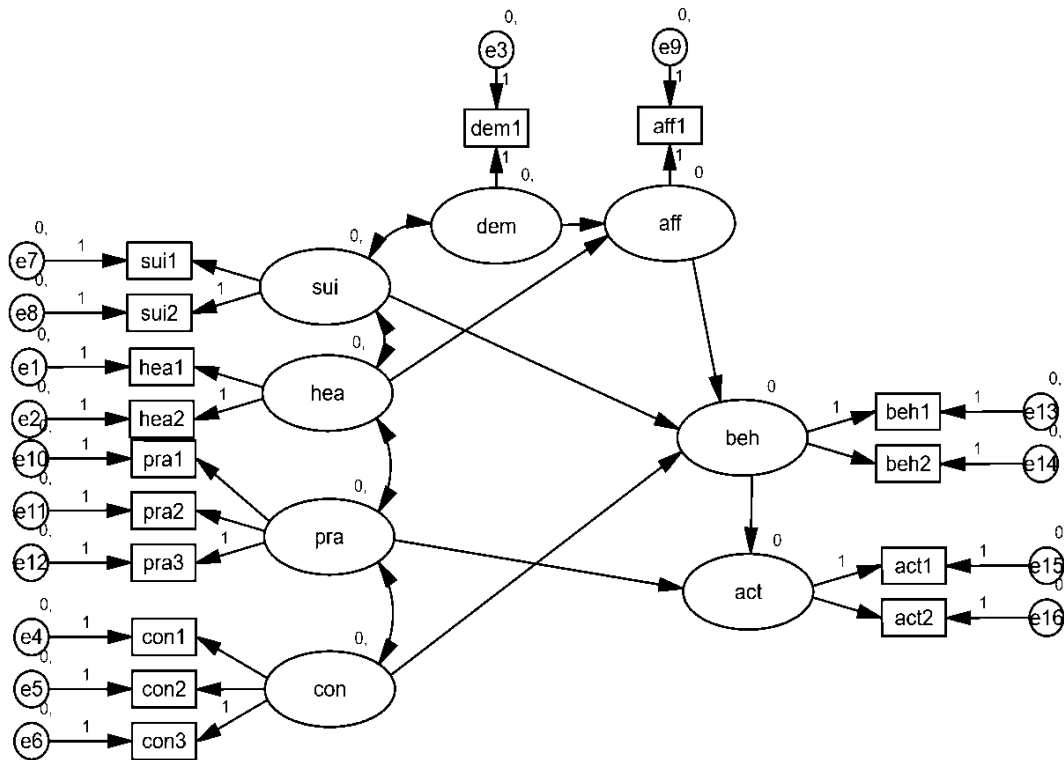 0,
0,
e3
e9
1
1
dem1
aff1
1
1
0,
0
dem
aff
0,
0,
e7
1
sui1
sui
0,
e8
1
sui2
1
0,
0,
e1
1
hea1
hea
0,
e2
1
hea2
1
0
beh
1
beh1
1
0,
e13
0,
e10
1
pra1
beh2
1
0,
e14
0,
e11
1
pra2
0,
pra
0,
e12
1
pra3
1
0
act
1
act1
1
0
e15
act2
1
0
e16
0,
e4
1
con1
0,
con
0,
e5
1
con2
0,
e6
1
con3
1